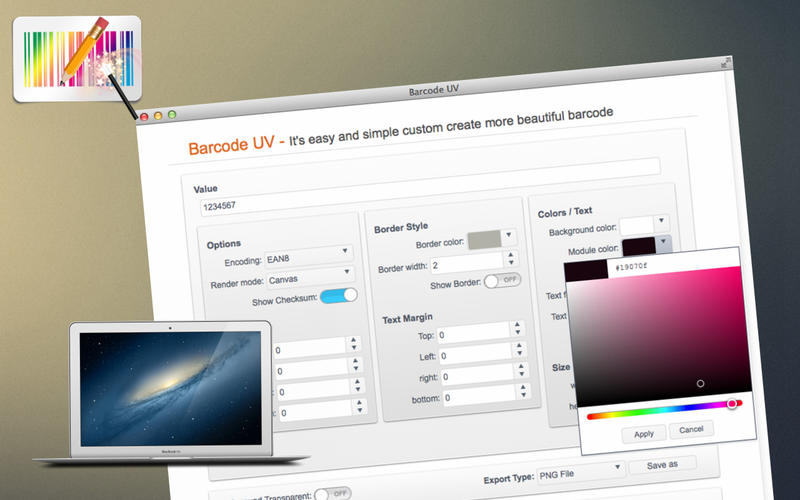 Barcode UV
Barcode UV - It's easy and simple custom create more beautiful barcode
Value
1234567
Options
Encoding: EAN8
Render mode: Canvas
Show Checksum:
0
0
0
0
Border Style
Border color:
Border width: 2
Show Border: OFF
Text Margin
Top: 0
Left: 0
right: 0
bottom: 0
Colors / Text
Background color:
Module color:
#19070f
Text
Text
Size
Apply Cancel
Transparent: OFF
Export Type: PNG File Save as
MacBook Air